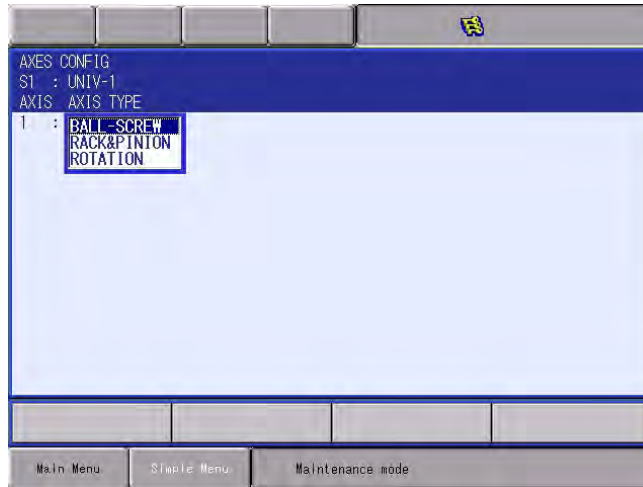 AXES CONFIG
S1 : UNIV-1
AXIS AXIS TYPE
1 : BALL-SCREW
RACK&PINION
ROTATION
Main Menu Simple Menu Maintenance mode